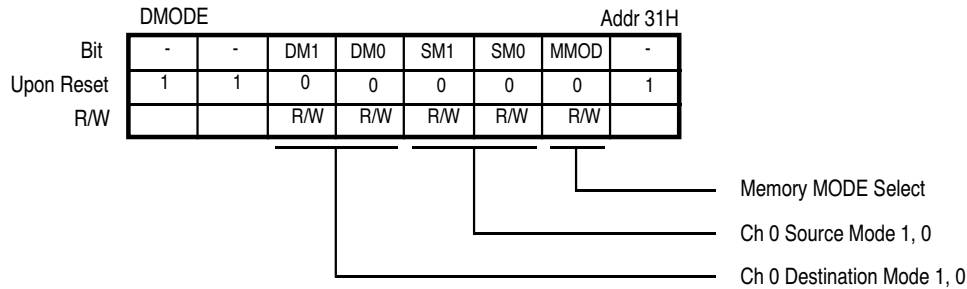 DMODE Addr 31H
Bit - - DM1 DM0 SM1 SM0 MMOD -
Upon Reset 1 1 0 0 0 0 0 1
R/W R/W R/W R/W R/W R/W
Memory MODE Select
Ch 0 Source Mode 1, 0
Ch 0 Destination Mode 1, 0